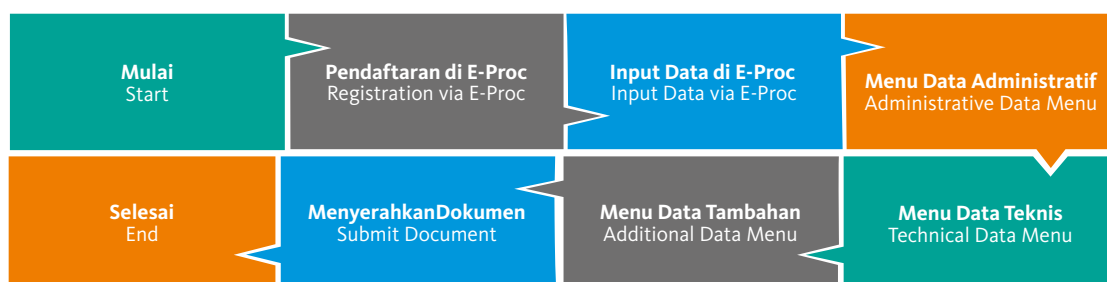 Mulai
Start
Pendaftaran di E-Proc
Registration via E-Proc
Input Data di E-Proc
Input Data via E-Proc
Menu Data Administratif
Administrative Data Menu
Selesai
End
MenyerahkanDokumen
Submit Document
Menu Data Tambahan
Additional Data Menu
Menu Data Teknis
Technical Data Menu